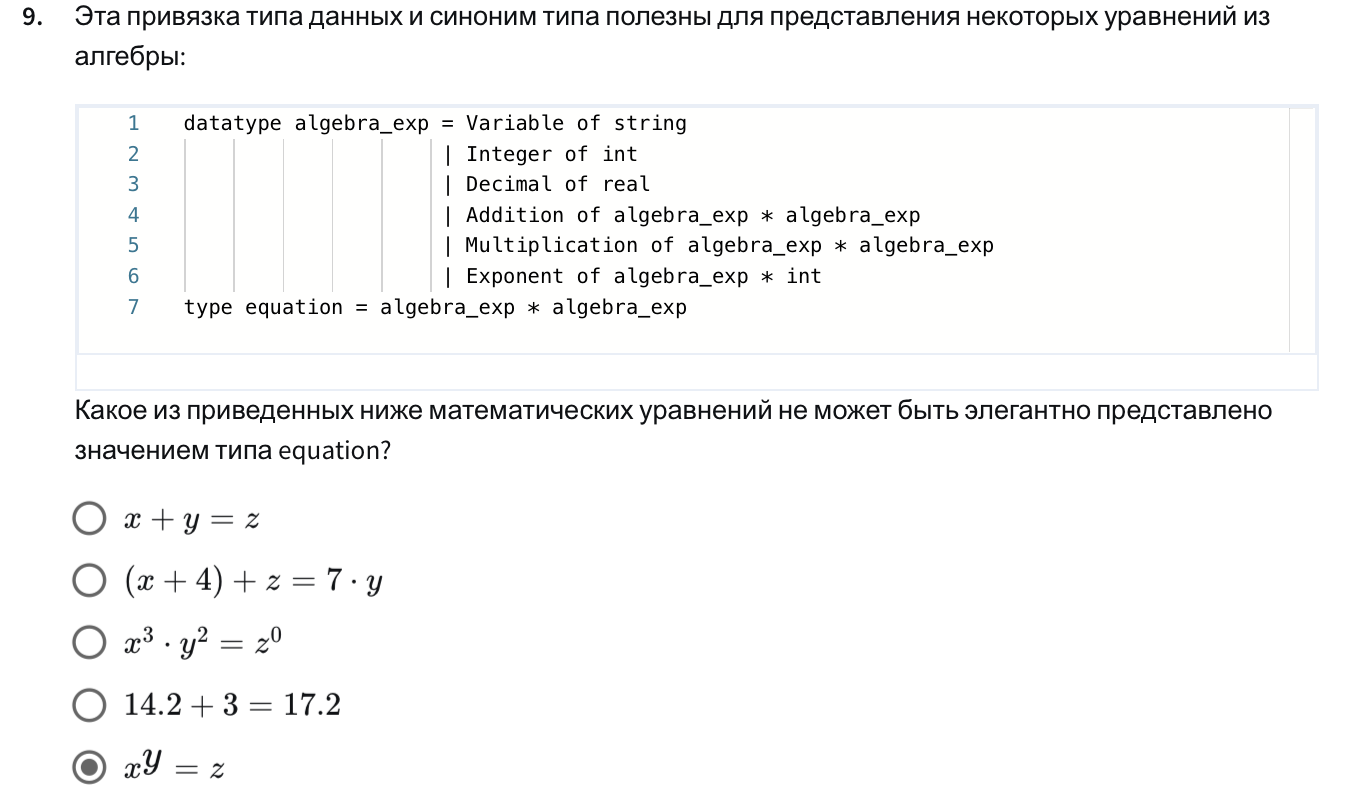 9. Эта привязка типа данных и синоним типа полезны для представления некоторых уравнений из
алгебры:
1 datatype algebra_exp = Variable of string
2 | Integer of int
3 | Decimal of real
4 | Addition of algebra_exp * algebra_exp
5 | Multiplication of algebra_exp * algebra_exp
6 | Exponent of algebra_exp * int
7 type equation = algebra_exp * algebra_exp
Какое из приведенных ниже математических уравнений не может быть элегантно представлено
значением типа equation?
x + y = z
(x + 4) + z = 7 · y
x³ · y² = z⁰
14.2 + 3 = 17.2
x^y = z